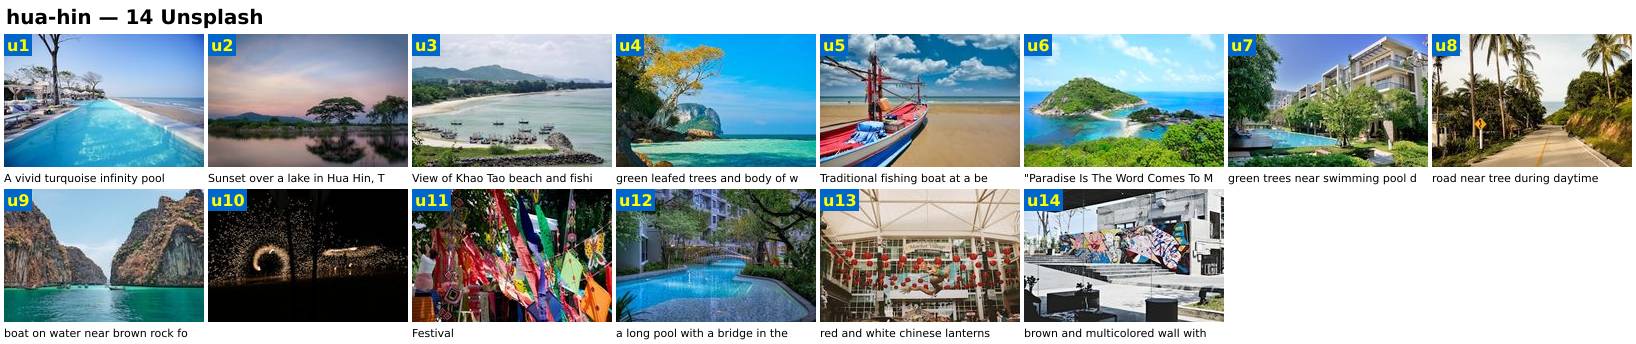 hua-hin — 14 Unsplash
u1
u2
u3
u4
u5
u6
u7
u8
A vivid turquoise infinity pool
Sunset over a lake in Hua Hin, T
View of Khao Tao beach and fishi
green leafed trees and body of w
Traditional fishing boat at a be
"Paradise Is The Word Comes To M
green trees near swimming pool d
road near tree during daytime
u9
u10
u11
u12
u13
u14
Market Village
boat on water near brown rock fo
Festival
a long pool with a bridge in the
red and white chinese lanterns
brown and multicolored wall with